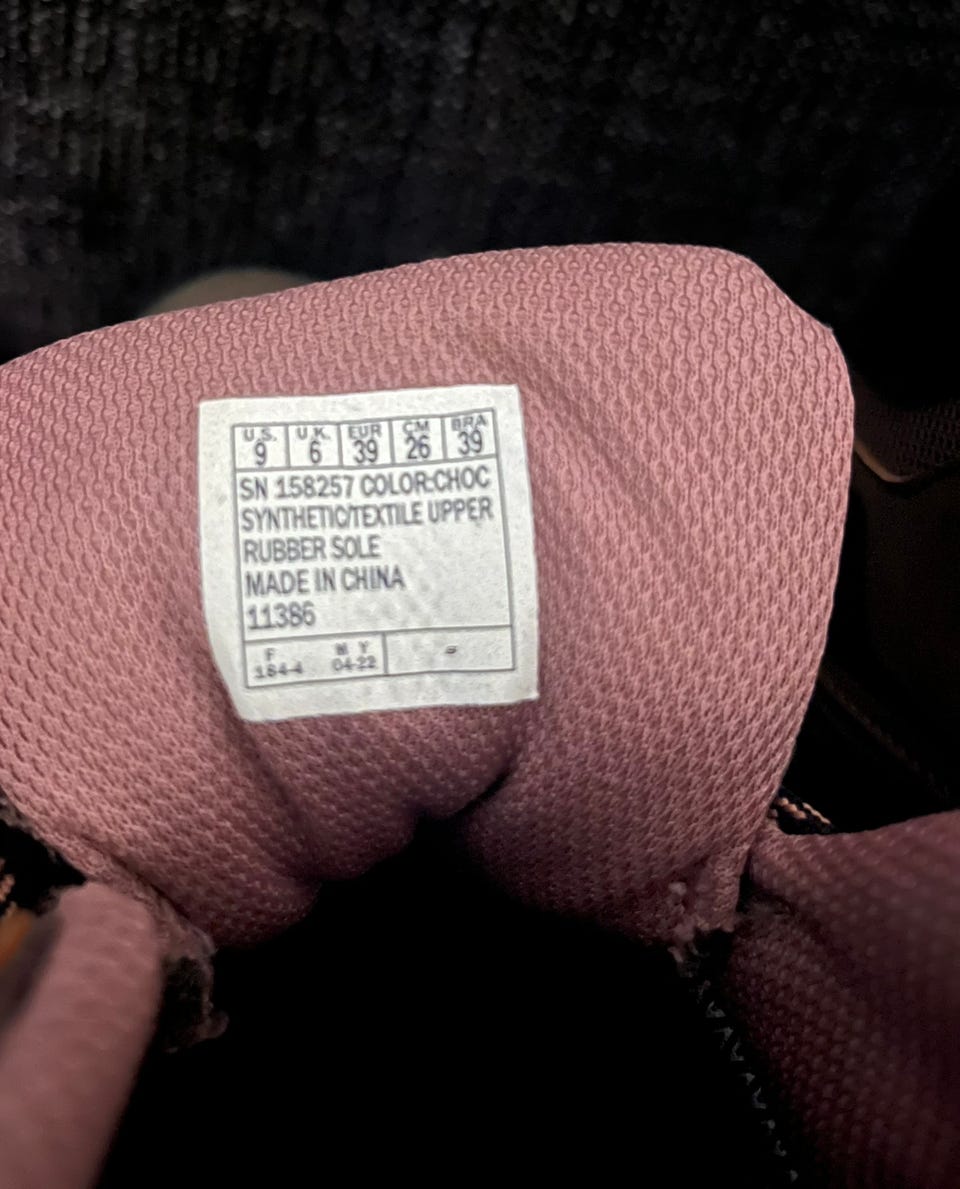 U.S. U.K. EUR CM BRA
9 6 39 26 39
SN 158257 COLOR:CHOC
SYNTHETIC/TEXTILE UPPER
RUBBER SOLE
MADE IN CHINA
11386
F M Y
184-4 04-22